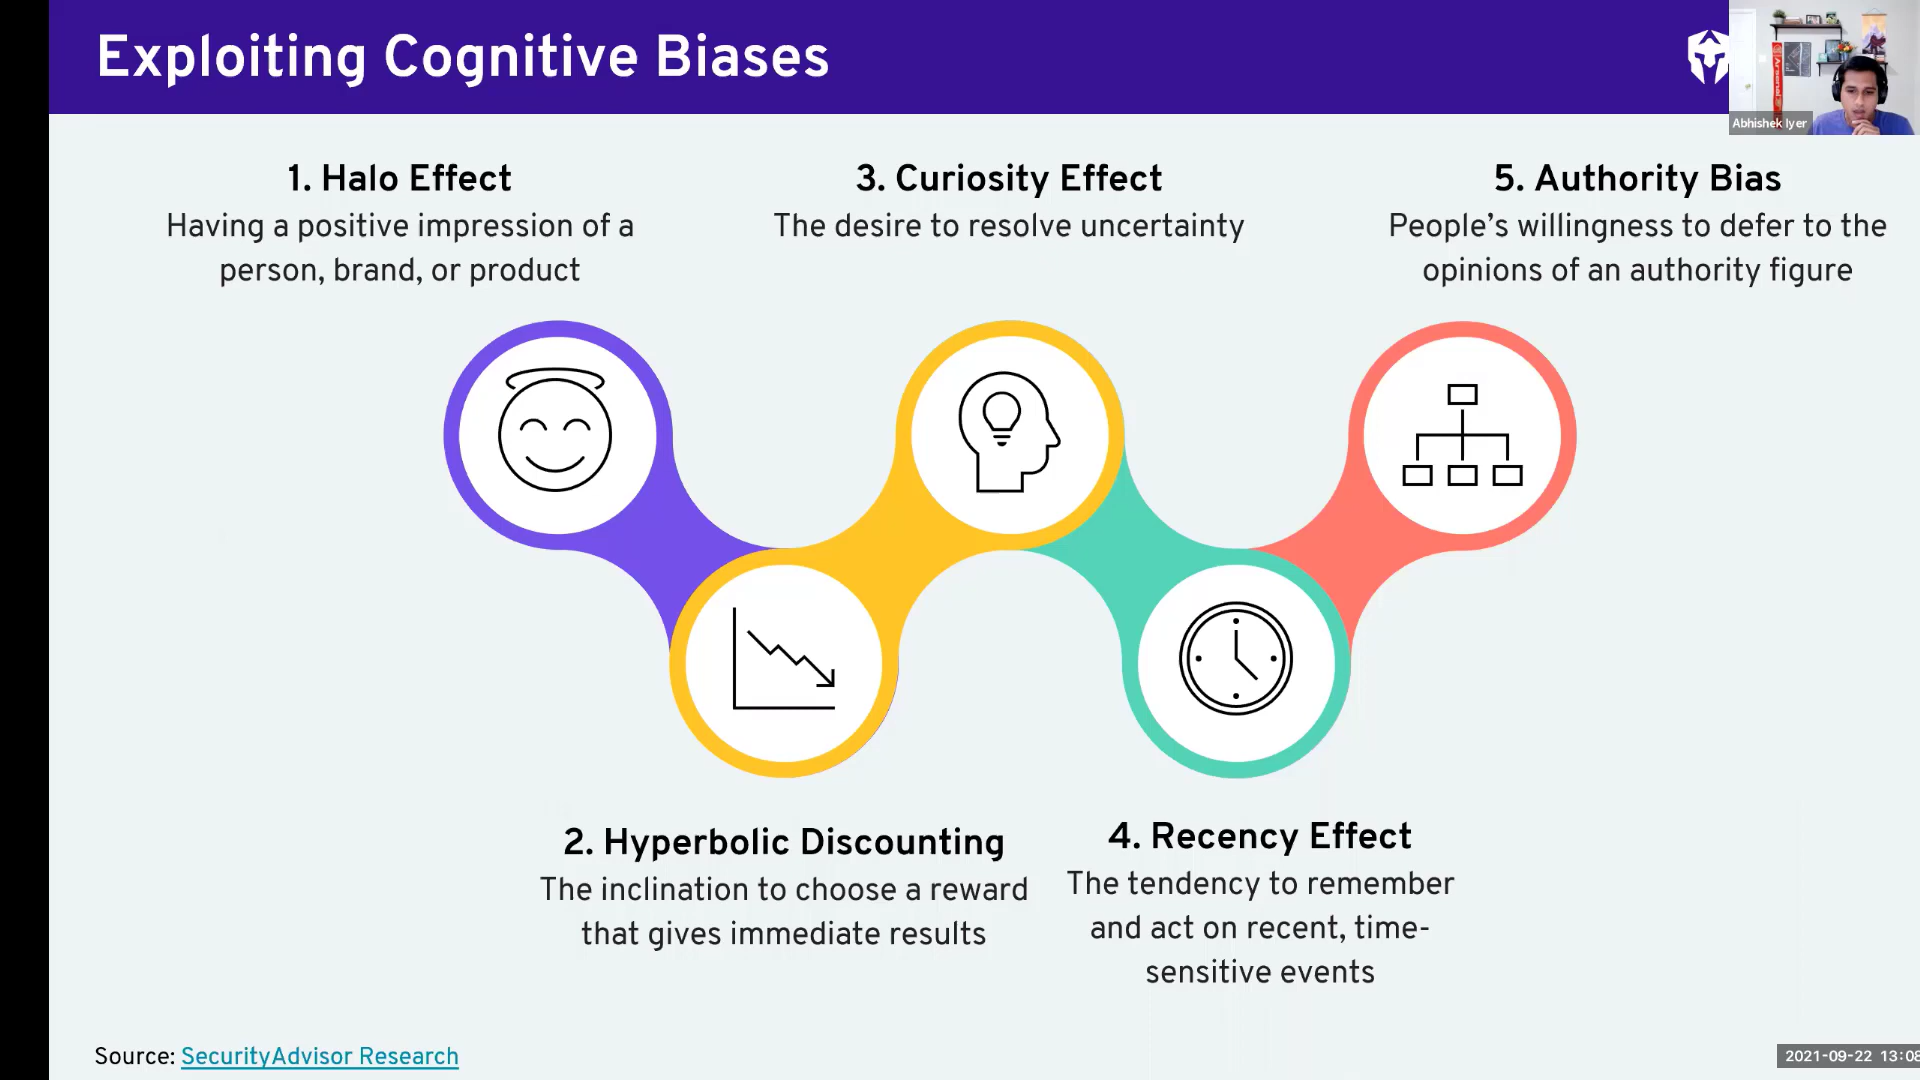 Exploiting Cognitive Biases
Abhishek Iyer
1. Halo Effect
Having a positive impression of a
person, brand, or product
3. Curiosity Effect
The desire to resolve uncertainty
5. Authority Bias
People’s willingness to defer to the
opinions of an authority figure
2. Hyperbolic Discounting
The inclination to choose a reward
that gives immediate results
4. Recency Effect
The tendency to remember
and act on recent, time-
sensitive events
Source: SecurityAdvisor Research
2021-09-22 13:08